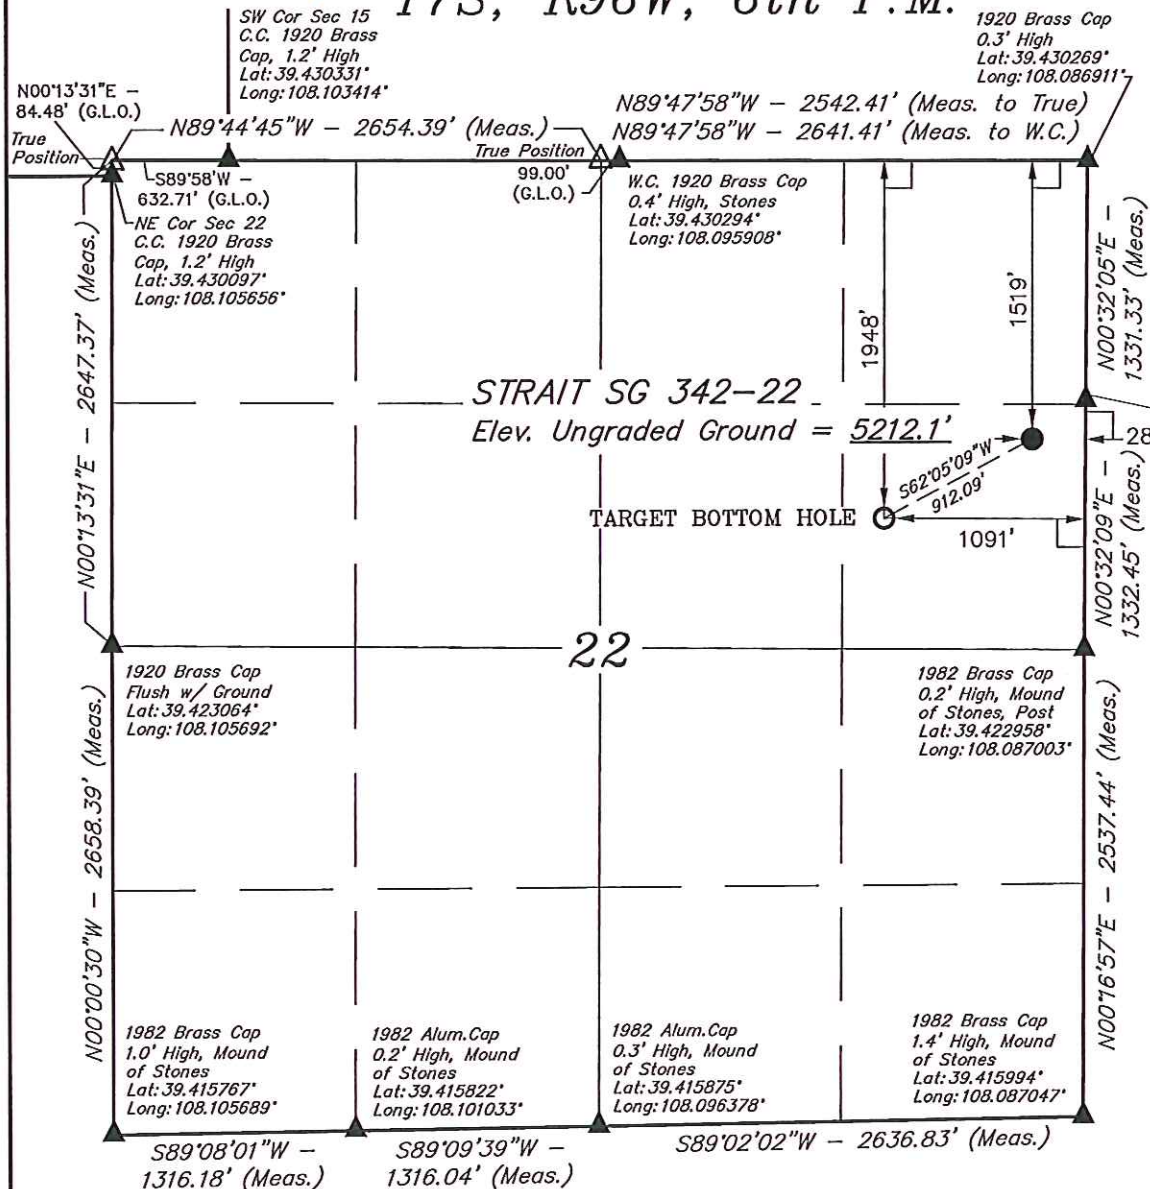 T7S, R96W, 6th P.M.
SW Cor Sec 15
C.C. 1920 Brass
Cap, 1.2' High
Lat: 39.430331°
Long: 108.103414°
1920 Brass Cap
0.3' High
Lat: 39.430269°
Long: 108.086911°
N00°13'31"E –
84.48' (G.L.O.)
True
Position
N89°44'45"W – 2654.39' (Meas.)
N89°47'58"W – 2542.41' (Meas. to True)
N89°47'58"W – 2641.41' (Meas. to W.C.)
True Position
99.00'
(G.L.O.)
S89°58'W –
632.71' (G.L.O.)
NE Cor Sec 22
C.C. 1920 Brass
Cap, 1.2' High
Lat: 39.430097°
Long: 108.105656°
W.C. 1920 Brass Cap
0.4' High, Stones
Lat: 39.430294°
Long: 108.095908°
N00°13'31"E – 2647.37' (Meas.)
1948'
1519'
N00°32'05"E –
1331.33' (Meas.)
STRAIT SG 342–22
Elev. Ungraded Ground = 5212.1'
28
S62°05'09"W
912.09'
TARGET BOTTOM HOLE
1091'
N00°32'09"E –
1332.45' (Meas.)
22
1920 Brass Cap
Flush w/ Ground
Lat: 39.423064°
Long: 108.105692°
1982 Brass Cap
0.2' High, Mound
of Stones, Post
Lat: 39.422958°
Long: 108.087003°
N00°00'30"W – 2658.39' (Meas.)
N00°16'57"E – 2537.44' (Meas.)
1982 Brass Cap
1.0' High, Mound
of Stones
Lat: 39.415767°
Long: 108.105689°
1982 Alum.Cap
0.2' High, Mound
of Stones
Lat: 39.415822°
Long: 108.101033°
1982 Alum.Cap
0.3' High, Mound
of Stones
Lat: 39.415875°
Long: 108.096378°
1982 Brass Cap
1.4' High, Mound
of Stones
Lat: 39.415994°
Long: 108.087047°
S89°08'01"W –
1316.18' (Meas.)
S89°09'39"W –
1316.04' (Meas.)
S89°02'02"W – 2636.83' (Meas.)